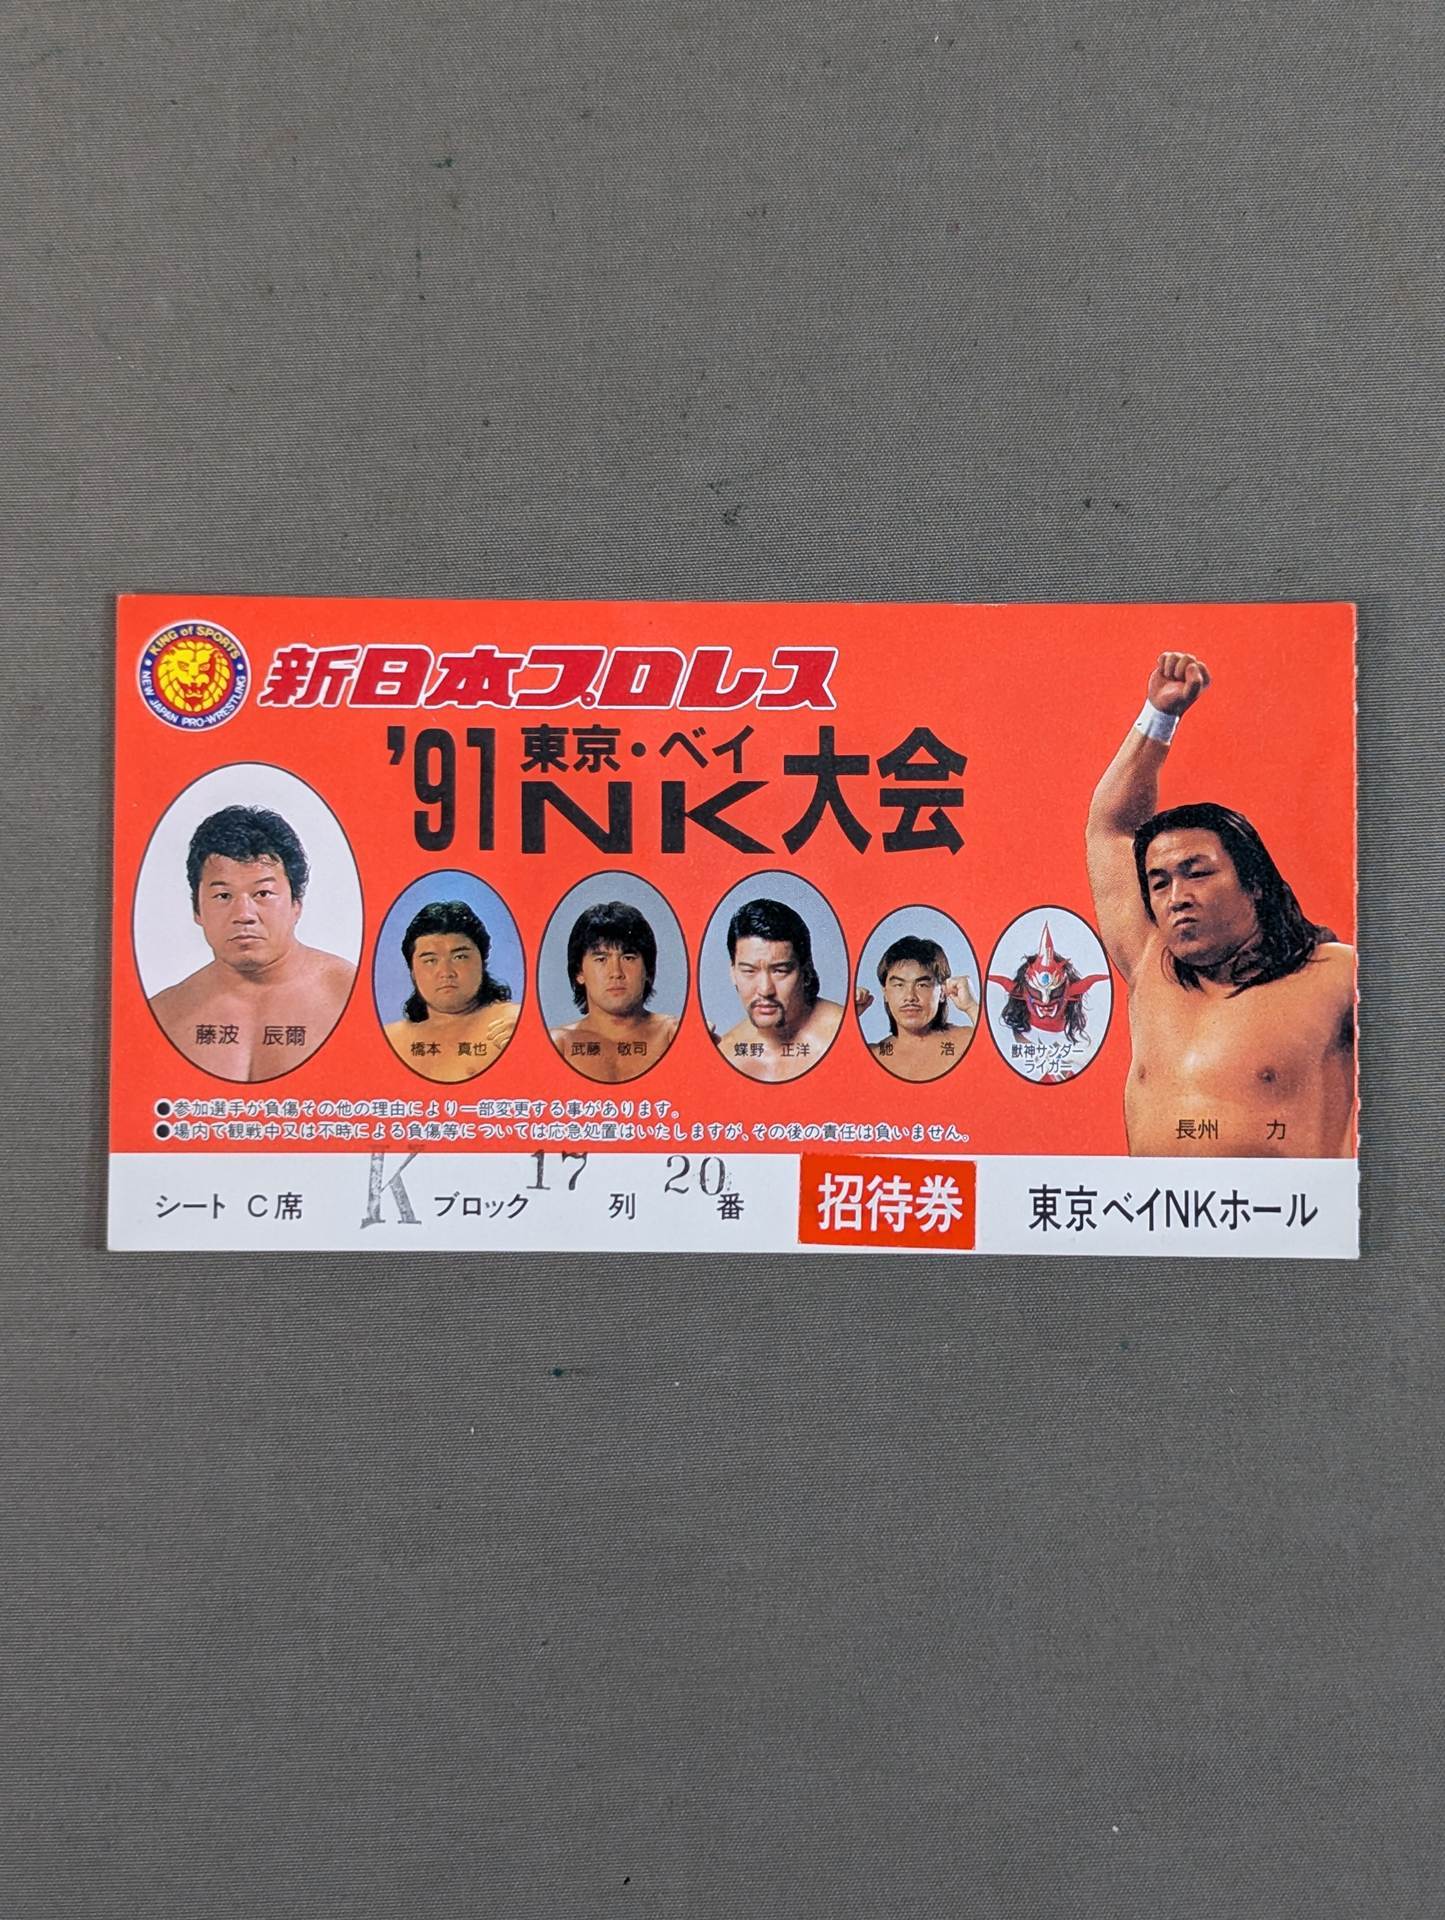 KING of SPORTS
NEW JAPAN PRO-WRESTLING
新日本プロレス
'91 東京・ベイ NK大会
藤波 辰爾
橋本 真也
武藤 敬司
蝶野 正洋
馳 浩
獣神サンダー
ライガー
長州 力
●参加選手が負傷その他の理由により一部変更する事があります。
●場内で観戦中又は不時による負傷等については応急処置はいたしますが、その後の責任は負いません。
シート C席 K ブロック 17 列 20 番 招待券 東京ベイNKホール